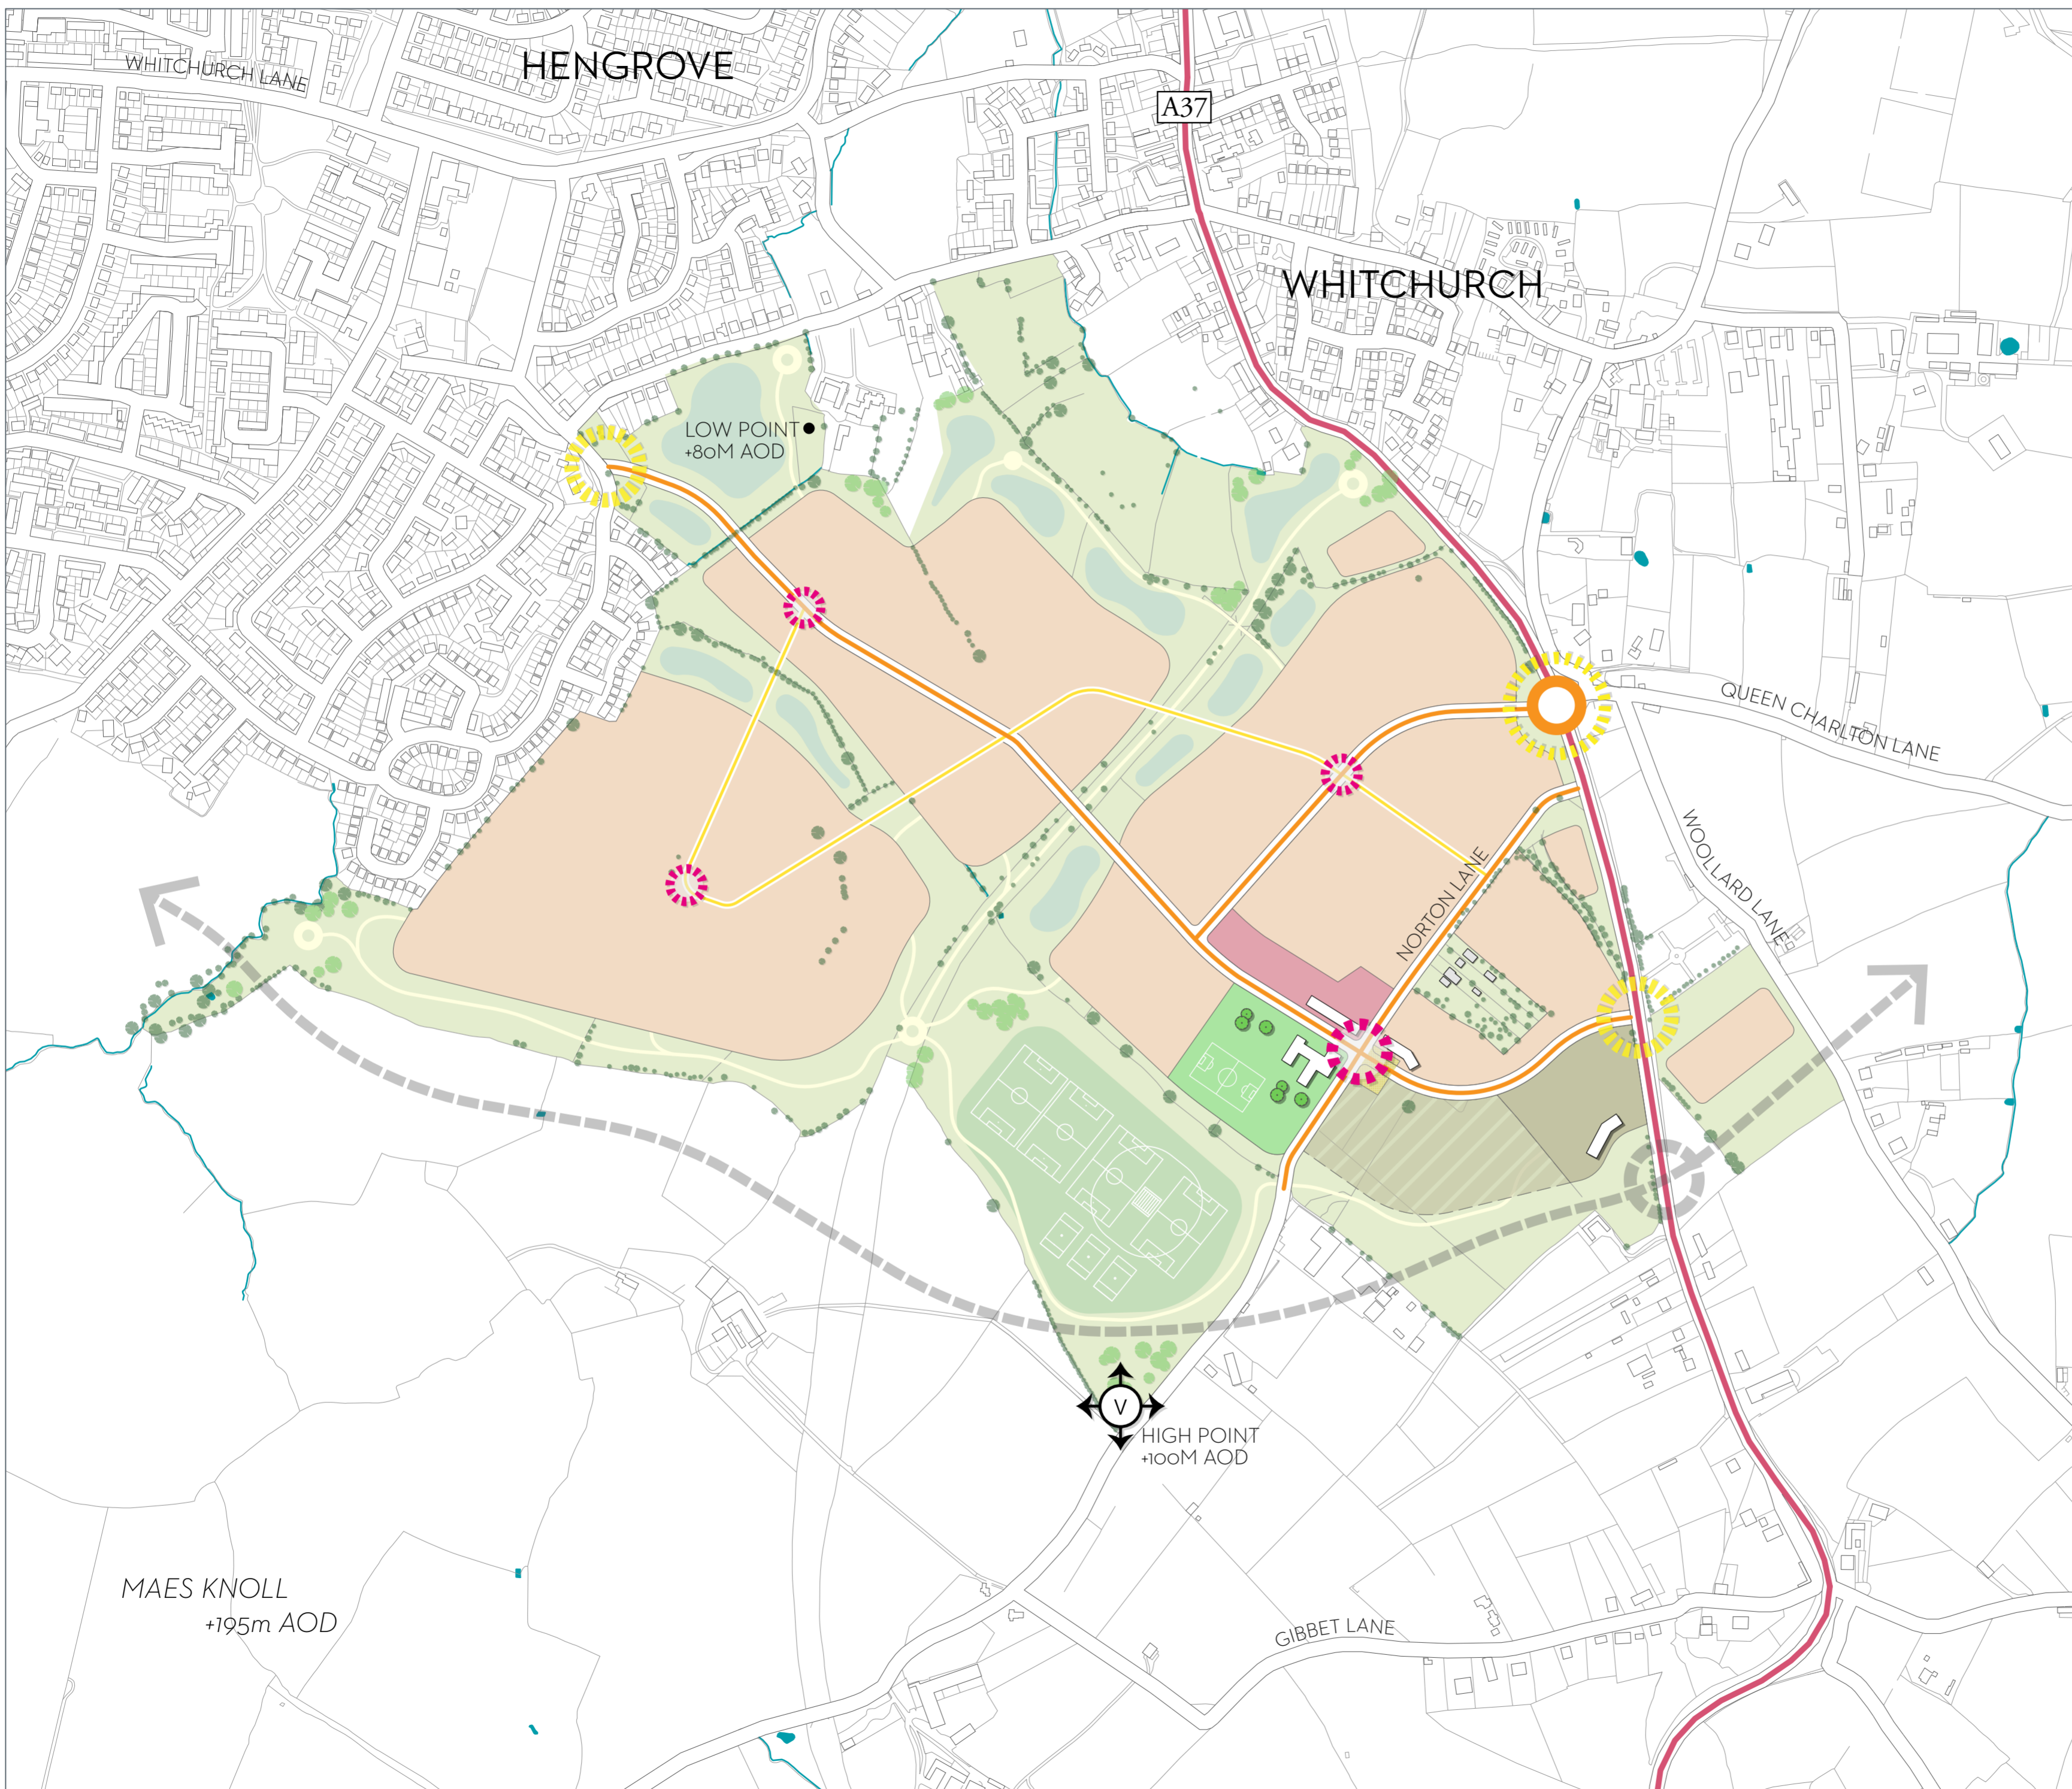 HENGROVE
WHITCHURCH LANE
A37
WHITCHURCH
LOW POINT
+80M AOD
QUEEN CHARLTON LANE
WOOLLARD LANE
NORTON LANE
V
HIGH POINT
+100M AOD
MAES KNOLL
+195m AOD
GIBBET LANE